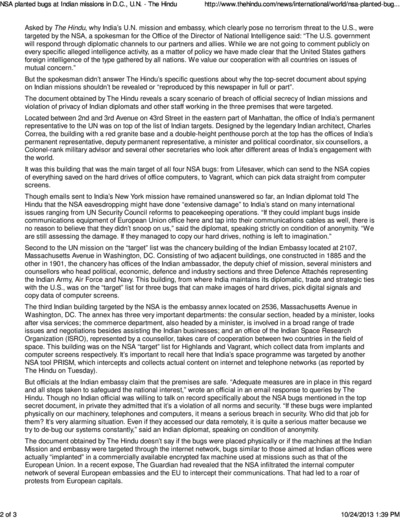 NSA planted bugs at Indian missions in D.C., U.N. - The Hindu
http://www.thehindu.com/news/international/world/nsa-planted-bug...
Asked by The Hindu, why India's U.N. mission and embassy, which clearly pose no terrorism threat to the U.S., were
targeted by the NSA, a spokesman for the Office of the Director of National Intelligence said: “The U.S. government
will respond through diplomatic channels to our partners and allies. While we are not going to comment publicly on
every specific alleged intelligence activity, as a matter of policy we have made clear that the United States gathers
foreign intelligence of the type gathered by all nations. We value our cooperation with all countries on issues of
mutual concern.”
But the spokesman didn't answer The Hindu's specific questions about why the top-secret document about spying
on Indian missions shouldn't be revealed or “reproduced by this newspaper in full or part”.
The document obtained by The Hindu reveals a scary scenario of breach of official secrecy of Indian missions and
violation of privacy of Indian diplomats and other staff working in the three premises that were targeted.
Located between 2nd and 3rd Avenue on 43rd Street in the eastern part of Manhattan, the office of India's permanent
representative to the UN was on top of the list of Indian targets. Designed by the legendary Indian architect, Charles
Correa, the building with a red granite base and a double-height penthouse porch at the top has the offices of India's
permanent representative, deputy permanent representative, a minister and political coordinator, six counsellors, a
Colonel-rank military advisor and several other secretaries who look after different areas of India's engagement with
the world.
It was this building that was the main target of all four NSA bugs: from Lifesaver, which can send to the NSA copies
of everything saved on the hard drives of office computers, to Vagrant, which can pick data straight from computer
screens.
Though emails sent to India's New York mission have remained unanswered so far, an Indian diplomat told The
Hindu that the NSA eavesdropping might have done “extensive damage” to India's stand on many international
issues ranging from UN Security Council reforms to peacekeeping operations. “If they could implant bugs inside
communications equipment of European Union office here and tap into their communications cables as well, there is
no reason to believe that they didn't snoop on us,” said the diplomat, speaking strictly on condition of anonymity. “We
are still assessing the damage. If they managed to copy our hard drives, nothing is left to imagination.”
Second to the UN mission on the “target” list was the chancery building of the Indian Embassy located at 2107,
Massachusetts Avenue in Washington, DC. Consisting of two adjacent buildings, one constructed in 1885 and the
other in 1901, the chancery has offices of the Indian ambassador, the deputy chief of mission, several ministers and
counsellors who head political, economic, defence and industry sections and three Defence Attachés representing
the Indian Army, Air Force and Navy. This building, from where India maintains its diplomatic, trade and strategic ties
with the U.S., was on the “target” list for three bugs that can make images of hard drives, pick digital signals and
copy data of computer screens.
The third Indian building targeted by the NSA is the embassy annex located on 2536, Massachusetts Avenue in
Washington, DC. The annex has three very important departments: the consular section, headed by a minister, looks
after visa services; the commerce department, also headed by a minister, is involved in a broad range of trade
issues and negotiations besides assisting the Indian businesses; and an office of the Indian Space Research
Organization (ISRO), represented by a counsellor, takes care of cooperation between two countries in the field of
space. This building was on the NSA “target” list for Highlands and Vagrant, which collect data from implants and
computer screens respectively. It's important to recall here that India's space programme was targeted by another
NSA tool PRISM, which intercepts and collects actual content on internet and telephone networks (as reported by
The Hindu on Tuesday).
But officials at the Indian embassy claim that the premises are safe. “Adequate measures are in place in this regard
and all steps taken to safeguard the national interest,” wrote an official in an email response to queries by The
Hindu. Though no Indian official was willing to talk on record specifically about the NSA bugs mentioned in the top
secret document, in private they admitted that it's a violation of all norms and security. “If these bugs were implanted
physically on our machinery, telephones and computers, it means a serious breach in security. Who did that job for
them? It's very alarming situation. Even if they accessed our data remotely, it is quite a serious matter because we
try to de-bug our systems constantly,” said an Indian diplomat, speaking on condition of anonymity.
The document obtained by The Hindu doesn't say if the bugs were placed physically or if the machines at the Indian
Mission and embassy were targeted through the internet network, bugs similar to those aimed at Indian offices were
actually “implanted” in a commercially available encrypted fax machine used at missions such as that of the
European Union. In a recent expose, The Guardian had revealed that the NSA infiltrated the internal computer
network of several European embassies and the EU to intercept their communications. That had led to a roar of
protests from European capitals.
2 of 3
10/24/2013 1:39 PM